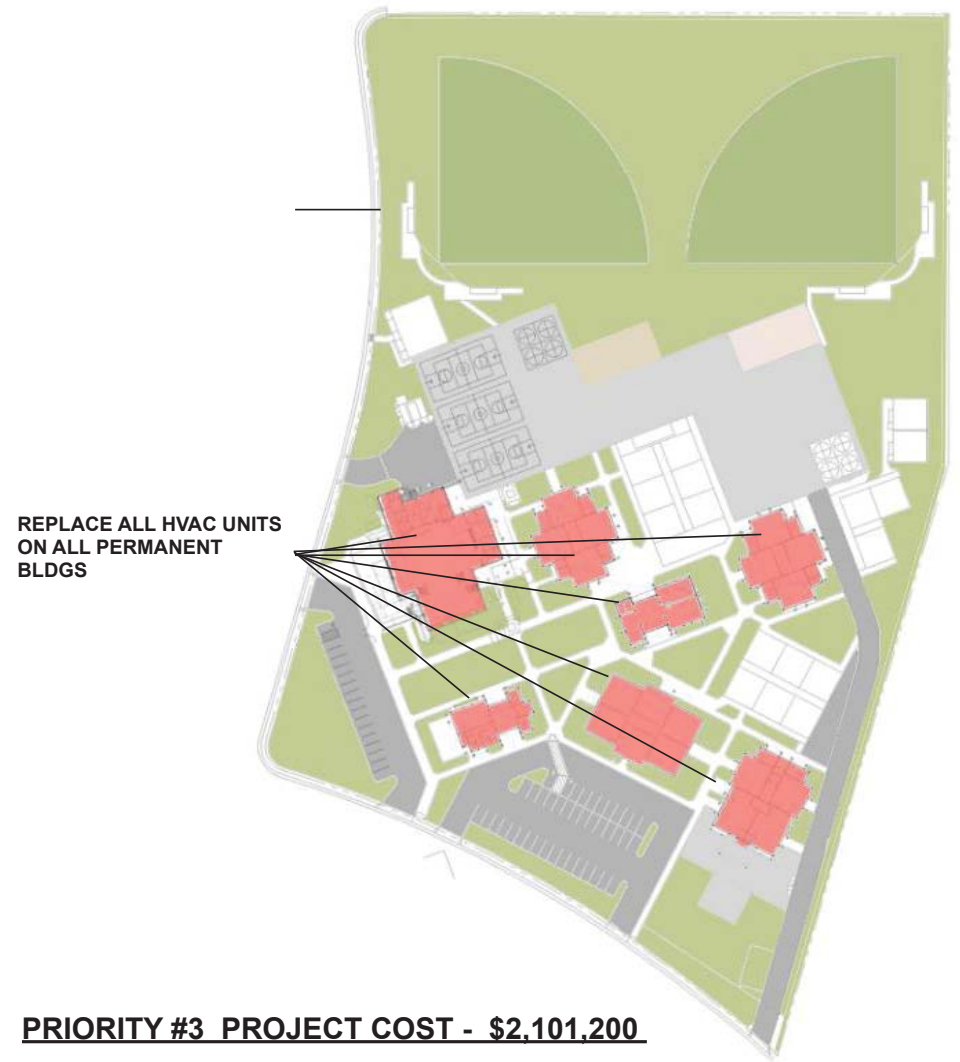 REPLACE ALL HVAC UNITS
ON ALL PERMANENT
BLDGS
PRIORITY #3 PROJECT COST - $2,101,200